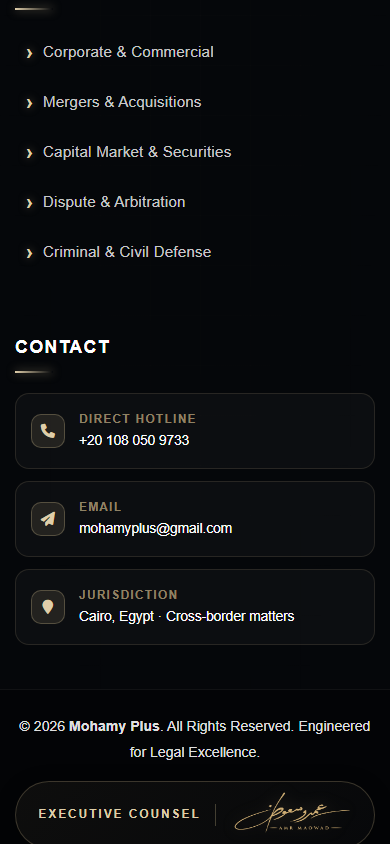 Corporate & Commercial
Mergers & Acquisitions
Capital Market & Securities
Dispute & Arbitration
Criminal & Civil Defense
CONTACT
DIRECT HOTLINE
+20 108 050 9733
EMAIL
mohamyplus@gmail.com
JURISDICTION
Cairo, Egypt · Cross-border matters
© 2026 Mohamy Plus. All Rights Reserved. Engineered
for Legal Excellence.
EXECUTIVE COUNSEL
AMR MAOWAD